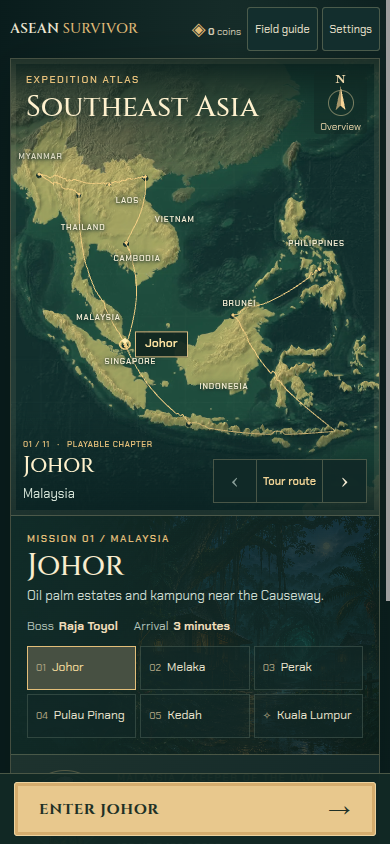 ASEAN SURVIVOR
0 coins
Field guide
Settings
EXPEDITION ATLAS
Southeast Asia
N
Overview
MYANMAR
LAOS
VIETNAM
THAILAND
PHILIPPINES
CAMBODIA
BRUNEI
MALAYSIA
Johor
SINGAPORE
INDONESIA
01 / 11 · PLAYABLE CHAPTER
Johor
Malaysia
‹ Tour route ›
MISSION 01 / MALAYSIA
Johor
Oil palm estates and kampung near the Causeway.
Boss Raja Toyol Arrival 3 minutes
01 Johor
02 Melaka
03 Perak
04 Pulau Pinang
05 Kedah
✧ Kuala Lumpur
ENTER JOHOR →